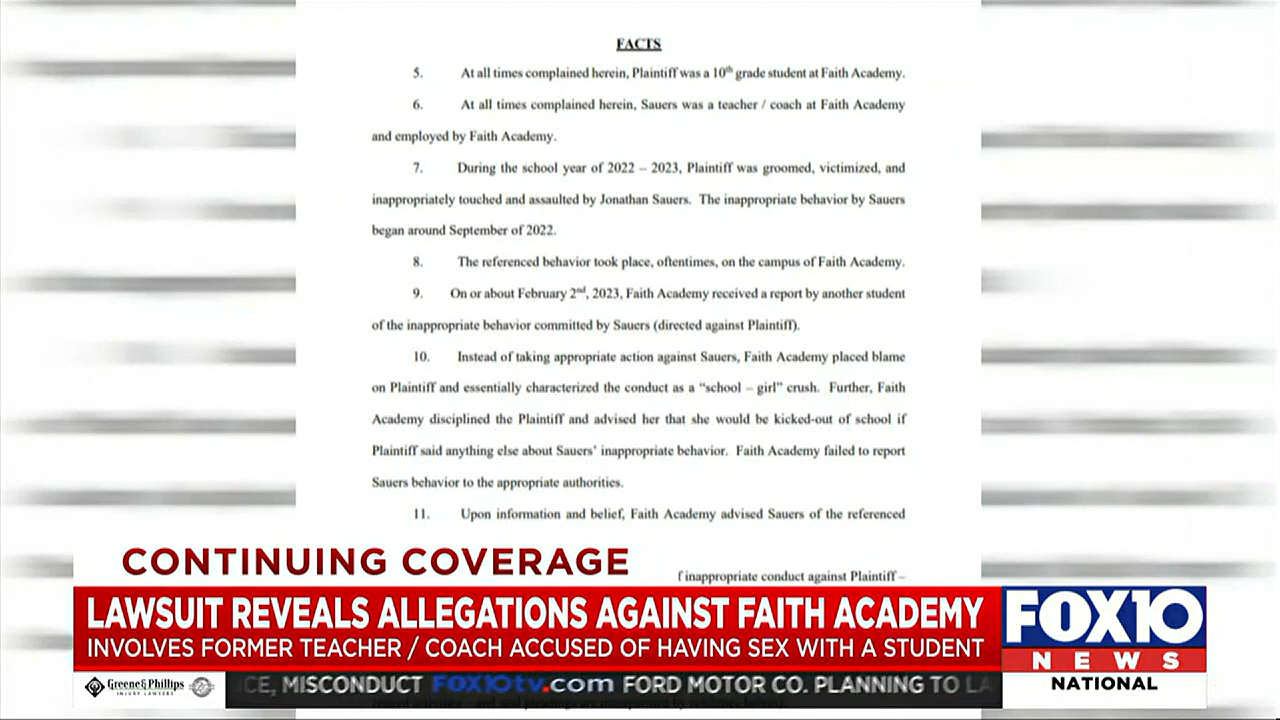 FACTS
5. At all times complained herein, Plaintiff was a 10th grade student at Faith Academy.
6. At all times complained herein, Sauers was a teacher / coach at Faith Academy
and employed by Faith Academy.
7. During the school year of 2022 – 2023, Plaintiff was groomed, victimized, and
inappropriately touched and assaulted by Jonathan Sauers. The inappropriate behavior by Sauers
began around September of 2022.
8. The referenced behavior took place, oftentimes, on the campus of Faith Academy.
9. On or about February 2nd, 2023, Faith Academy received a report by another student
of the inappropriate behavior committed by Sauers (directed against Plaintiff).
10. Instead of taking appropriate action against Sauers, Faith Academy placed blame
on Plaintiff and essentially characterized the conduct as a “school – girl” crush. Further, Faith
Academy disciplined the Plaintiff and advised her that she would be kicked-out of school if
Plaintiff said anything else about Sauers’ inappropriate behavior. Faith Academy failed to report
Sauers behavior to the appropriate authorities.
11. Upon information and belief, Faith Academy advised Sauers of the referenced
f inappropriate conduct against Plaintiff –
CONTINUING COVERAGE
LAWSUIT REVEALS ALLEGATIONS AGAINST FAITH ACADEMY
INVOLVES FORMER TEACHER / COACH ACCUSED OF HAVING SEX WITH A STUDENT
FOX10
NEWS
NATIONAL
Greene & Phillips
INJURY LAWYERS
CE, MISCONDUCT FOX10tv.com FORD MOTOR CO. PLANNING TO LA